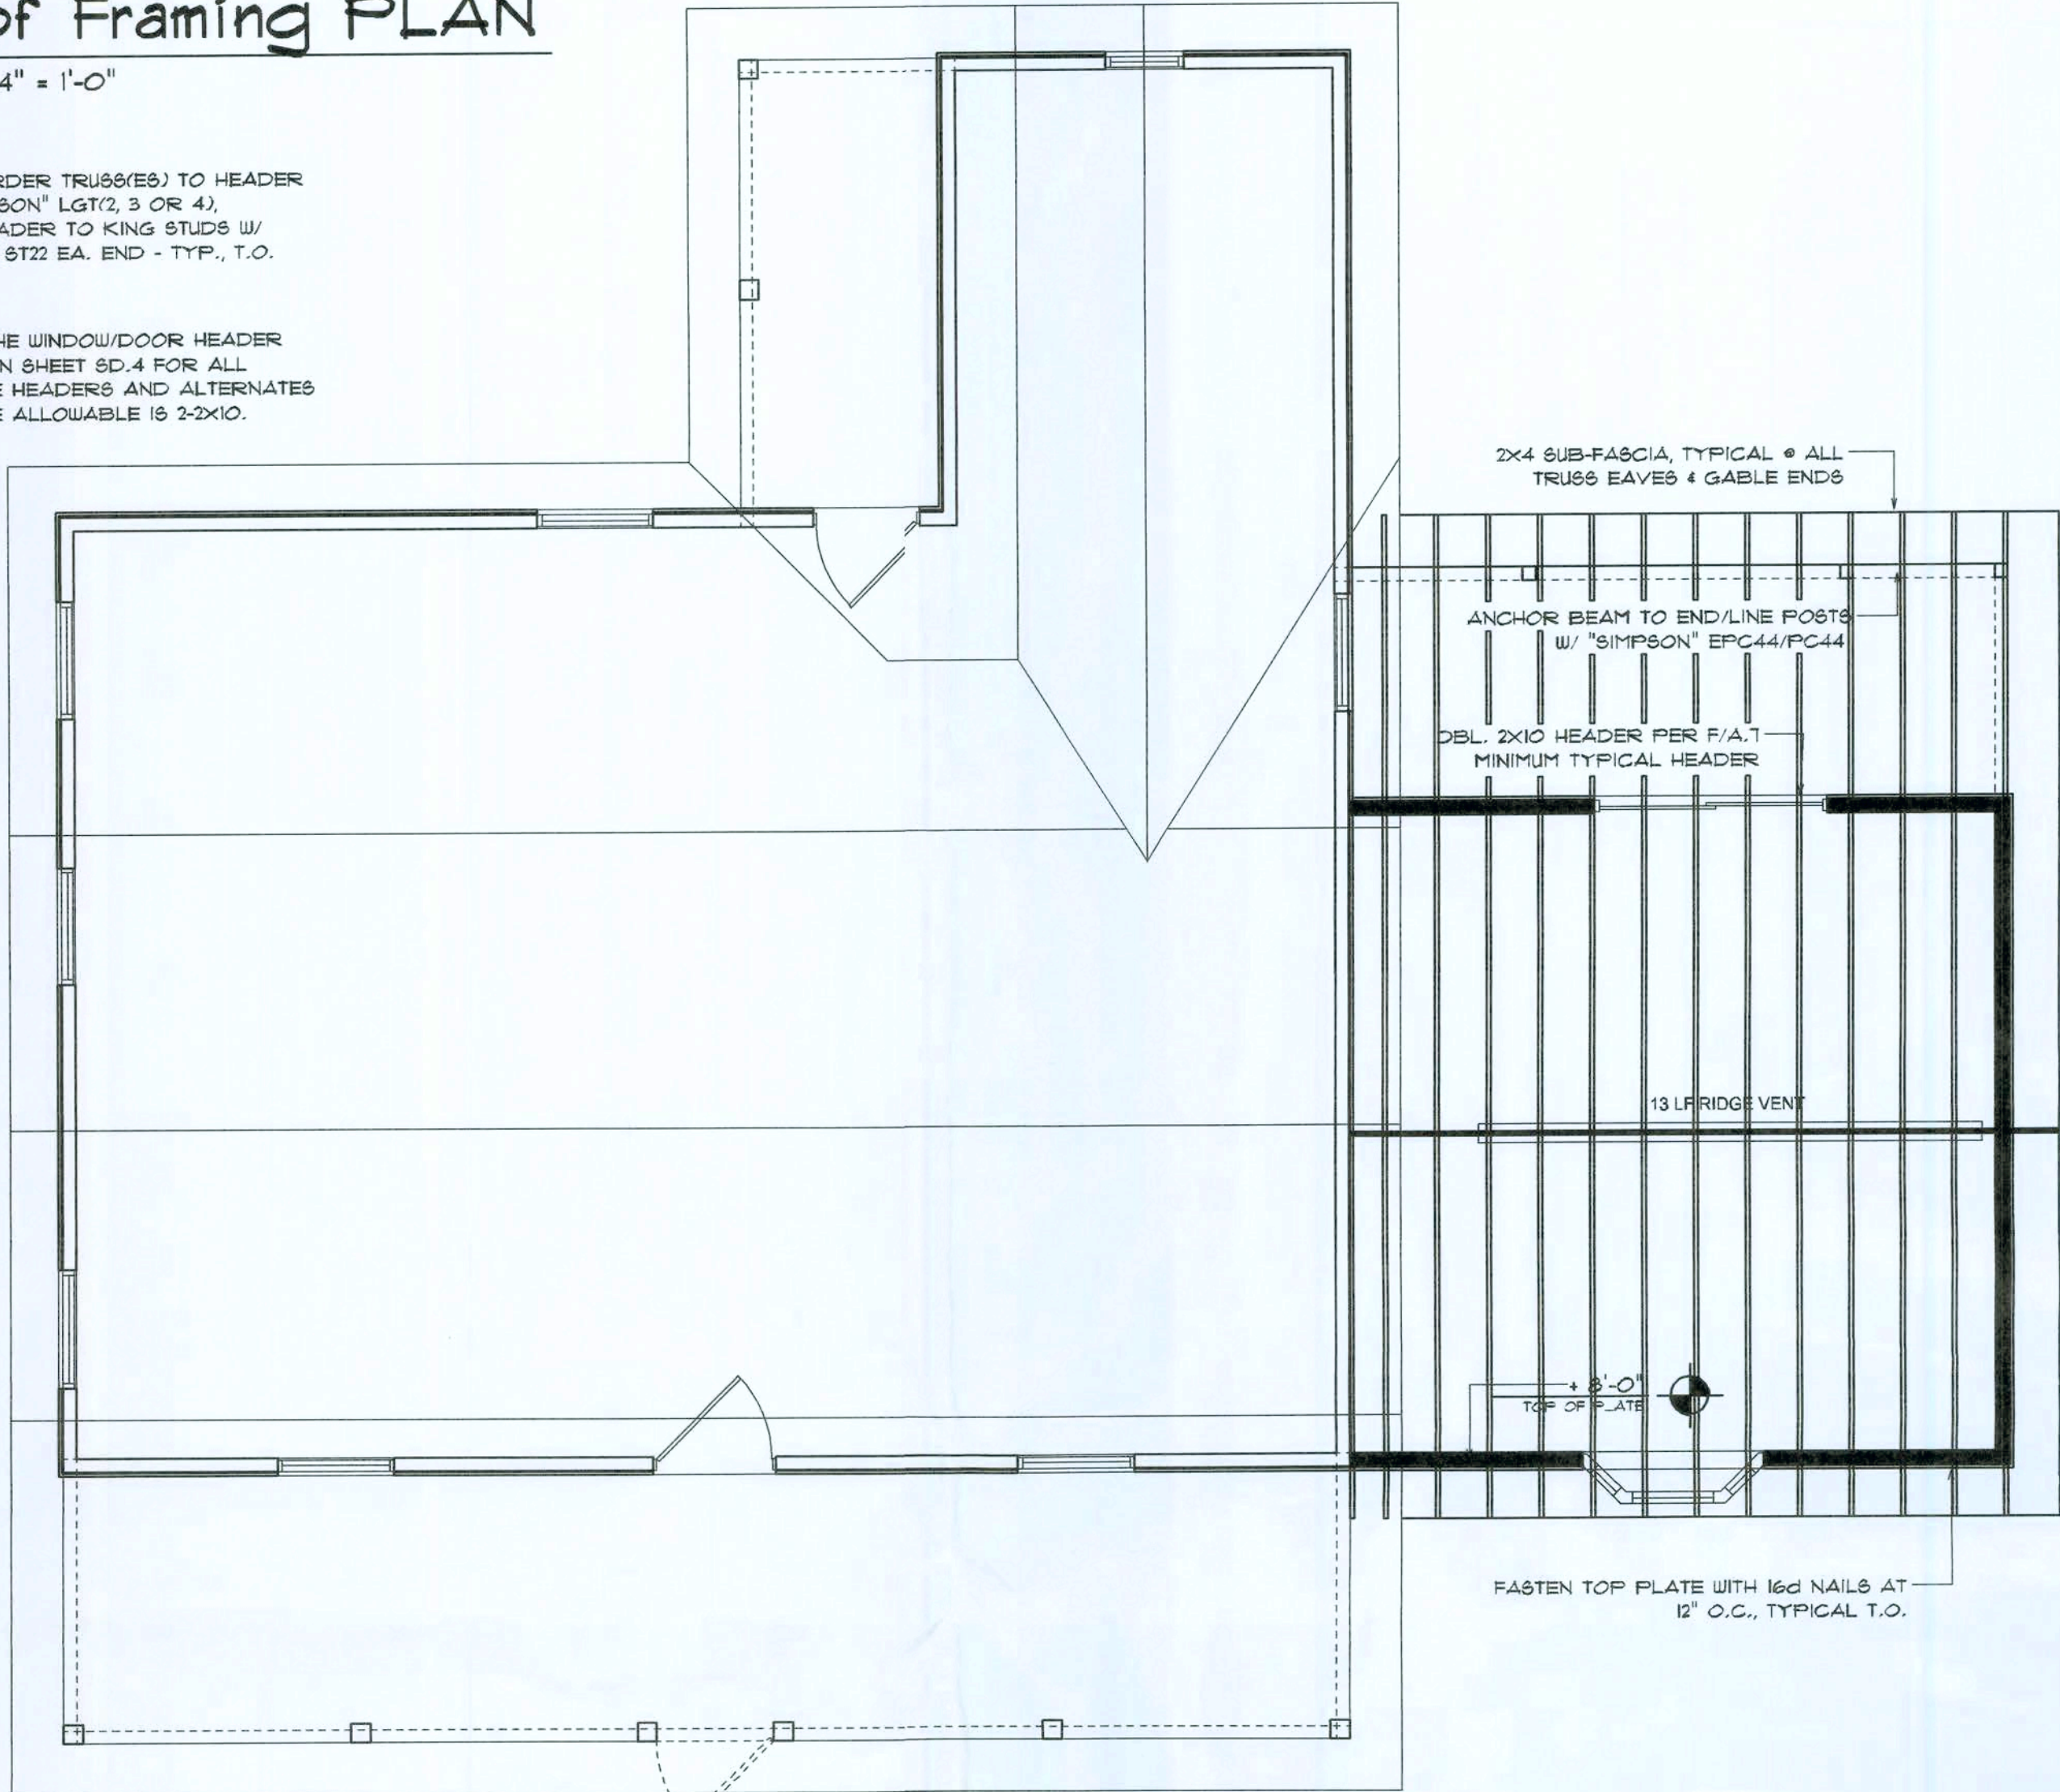 of Framing PLAN
4" = 1'-0"
RDER TRUSS(ES) TO HEADER
SON" LGT(2, 3 OR 4),
ADER TO KING STUDS W/
ST22 EA. END - TYP., T.O.
HE WINDOW/DOOR HEADER
N SHEET SD.4 FOR ALL
E HEADERS AND ALTERNATES
E ALLOWABLE IS 2-2X10.
2X4 SUB-FASCIA, TYPICAL @ ALL
TRUSS EAVES & GABLE ENDS
ANCHOR BEAM TO END/LINE POSTS
W/ "SIMPSON" EPC44/PC44
DBL. 2X10 HEADER PER F/A.7
MINIMUM TYPICAL HEADER
13 LF RIDGE VENT
+ 8'-0"
TOP OF PLATE
FASTEN TOP PLATE WITH 16d NAILS AT
12" O.C., TYPICAL T.O.